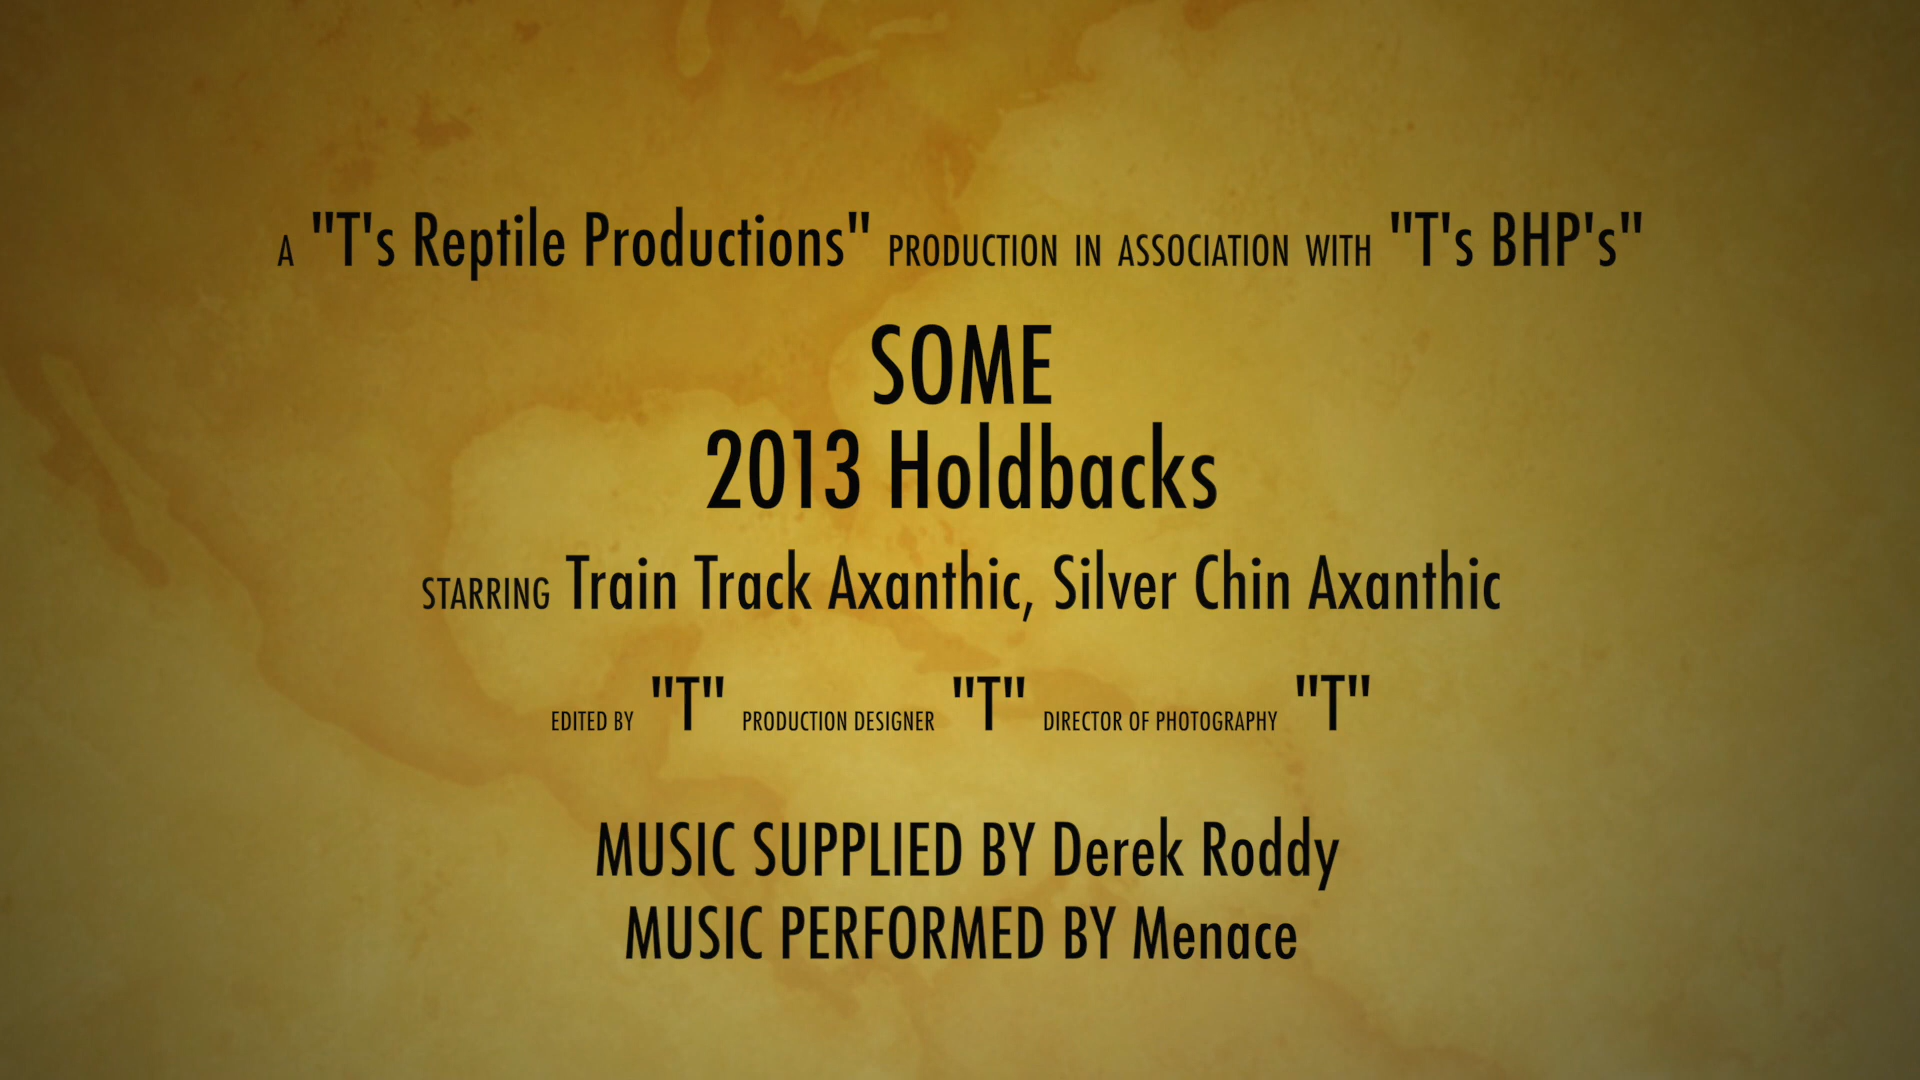 A "T's Reptile Productions" PRODUCTION IN ASSOCIATION WITH "T's BHP's"
SOME
2013 Holdbacks
STARRING Train Track Axanthic, Silver Chin Axanthic
EDITED BY "T" PRODUCTION DESIGNER "T" DIRECTOR OF PHOTOGRAPHY "T"
MUSIC SUPPLIED BY Derek Roddy
MUSIC PERFORMED BY Menace